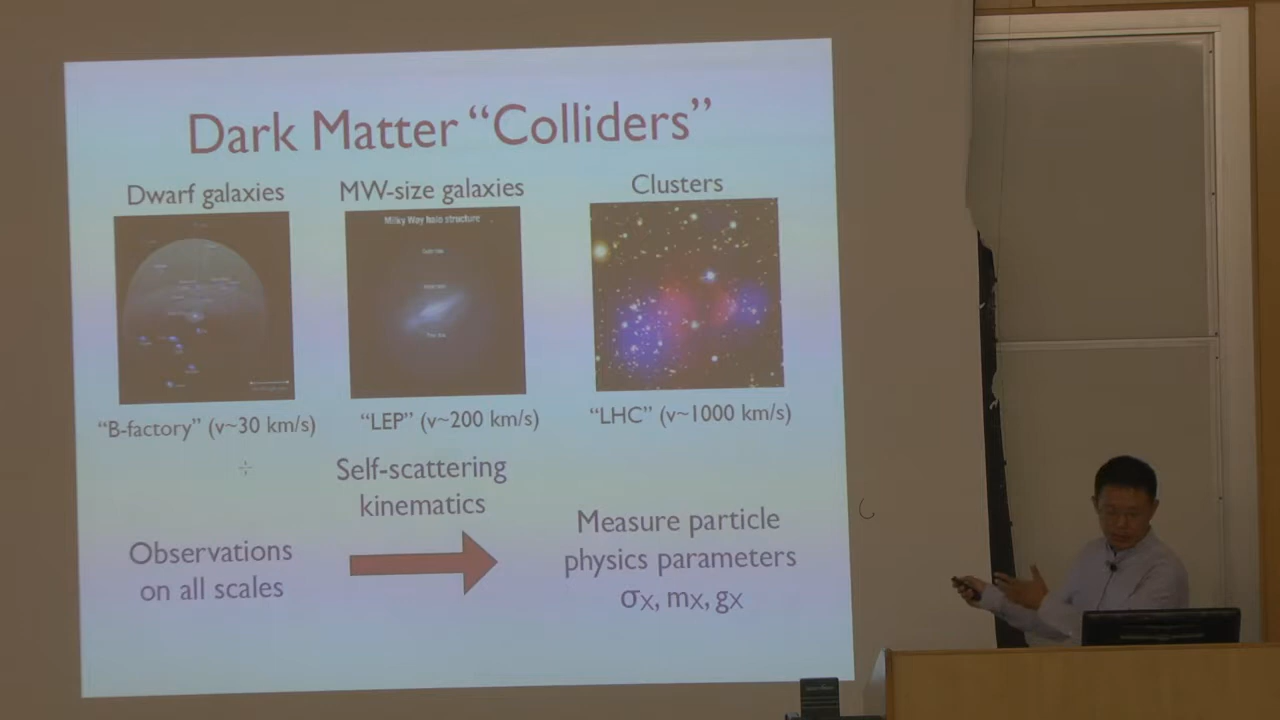 Dark Matter “Colliders”
Dwarf galaxies
MW-size galaxies
Clusters
Milky Way halo structure
“B-factory” (v~30 km/s)
“LEP” (v~200 km/s)
“LHC” (v~1000 km/s)
Self-scattering
kinematics
Observations
on all scales
Measure particle
physics parameters
σX, mX, gX